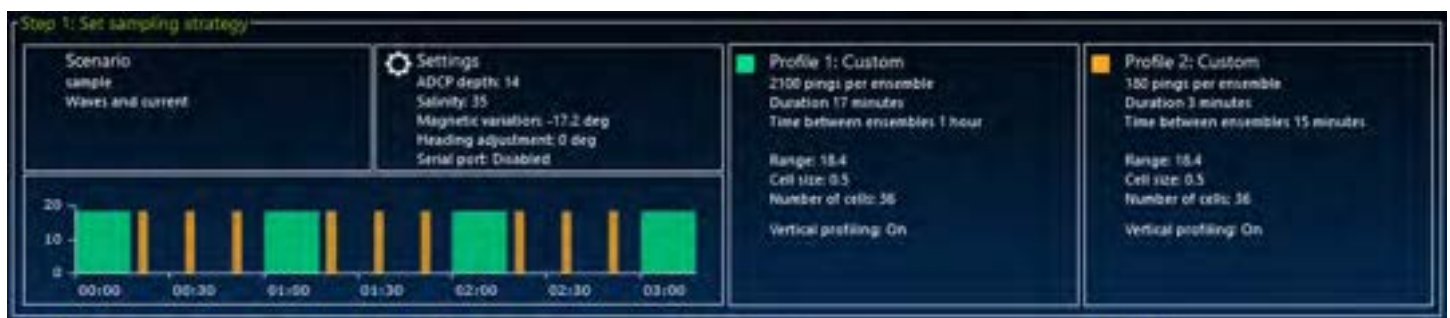 Step 1: Set sampling strategy
Scenario
sample
Waves and current
Settings
ADCP depth: 14
Salinity: 35
Magnetic variation: -17.2 deg
Heading adjustment: 0 deg
Serial port: Disabled
20
10
0
00:00 00:30 01:00 01:30 02:00 02:30 03:00
Profile 1: Custom
2100 pings per ensemble
Duration 17 minutes
Time between ensembles 1 hour
Range: 18.4
Cell size: 0.5
Number of cells: 36
Vertical profiling: On
Profile 2: Custom
180 pings per ensemble
Duration 3 minutes
Time between ensembles 15 minutes
Range: 18.4
Cell size: 0.5
Number of cells: 36
Vertical profiling: On